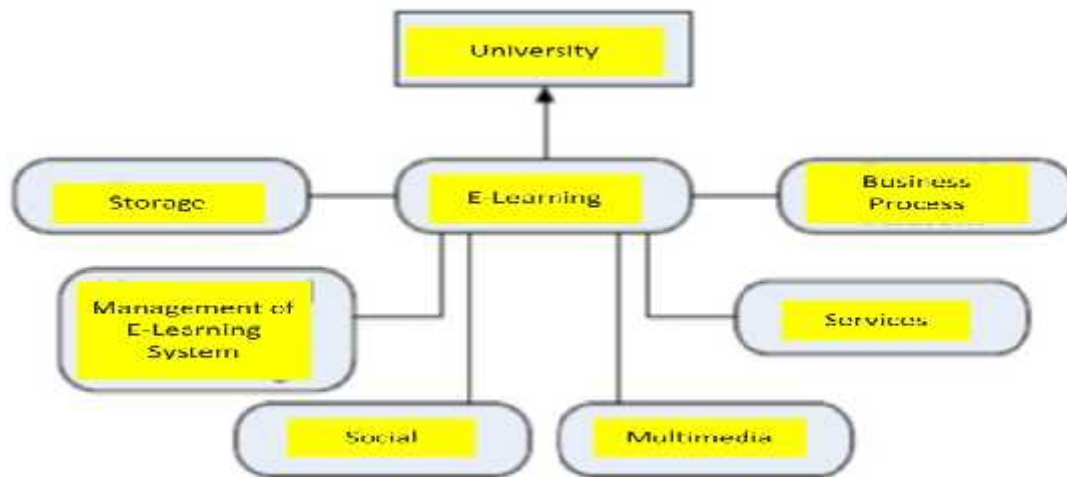 University
Storage
E-Learning
Business
Process
Management of
E-Learning
System
Services
Social
Multimedia